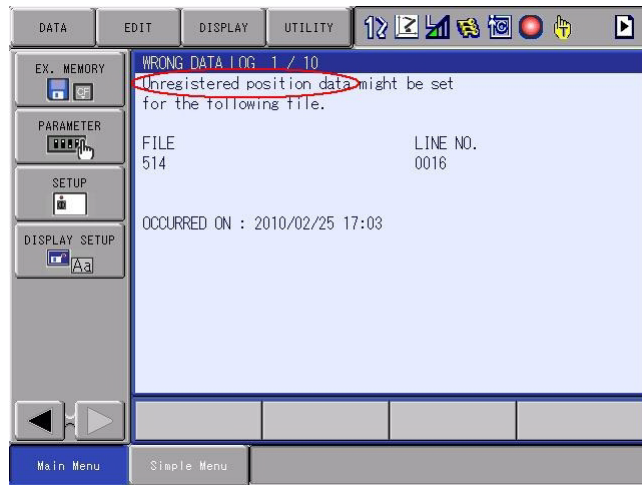 DATA
EDIT
DISPLAY
UTILITY
EX. MEMORY
CF
PARAMETER
SETUP
DISPLAY SETUP
Aa
WRONG DATA LOG 1 / 10
Unregistered position data might be set
for the following file.
FILE LINE NO.
514 0016
OCCURRED ON : 2010/02/25 17:03
Main Menu
Simple Menu